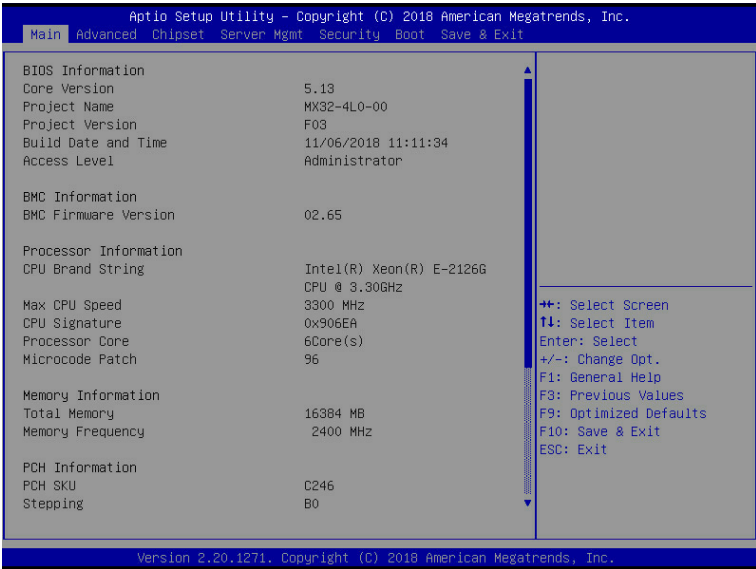 Aptio Setup Utility – Copyright (C) 2018 American Megatrends, Inc.
Main Advanced Chipset Server Mgmt Security Boot Save & Exit
BIOS Information
Core Version 5.13
Project Name MX32-4L0-00
Project Version F03
Build Date and Time 11/06/2018 11:11:34
Access Level Administrator
BMC Information
BMC Firmware Version 02.65
Processor Information
CPU Brand String Intel(R) Xeon(R) E-2126G
CPU @ 3.30GHz
Max CPU Speed 3300 MHz
CPU Signature 0x906EA
Processor Core 6Core(s)
Microcode Patch 96
Memory Information
Total Memory 16384 MB
Memory Frequency 2400 MHz
PCH Information
PCH SKU C246
Stepping B0
→←: Select Screen
↑↓: Select Item
Enter: Select
+/-: Change Opt.
F1: General Help
F3: Previous Values
F9: Optimized Defaults
F10: Save & Exit
ESC: Exit
Version 2.20.1271. Copyright (C) 2018 American Megatrends, Inc.